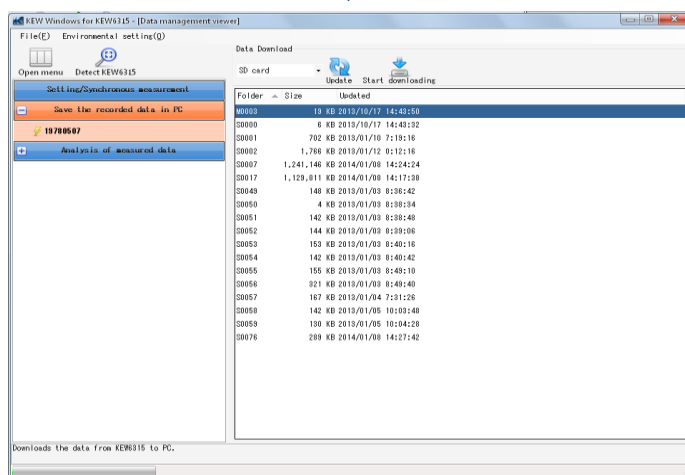 KEW Windows for KEW6315 - [Data management viewer]
File(F) Environmental setting(Q)
Open menu Detect KEW6315
Setting/Synchronous measurement
Save the recorded data in PC
19780507
Analysis of measured data
Data Download
SD card
Update Start downloading
Folder Size Updated
M0003 19 KB 2013/10/17 14:43:50
S0000 6 KB 2013/10/17 14:43:32
S0001 702 KB 2013/01/10 7:19:16
S0002 1,766 KB 2013/01/12 0:12:16
S0007 1,241,146 KB 2014/01/08 14:24:24
S0017 1,129,011 KB 2014/01/08 14:17:38
S0049 148 KB 2013/01/03 8:36:42
S0050 4 KB 2013/01/03 8:38:34
S0051 142 KB 2013/01/03 8:38:48
S0052 144 KB 2013/01/03 8:39:06
S0053 153 KB 2013/01/03 8:40:16
S0054 142 KB 2013/01/03 8:40:42
S0055 155 KB 2013/01/03 8:49:10
S0056 321 KB 2013/01/03 8:49:40
S0057 167 KB 2013/01/04 7:31:26
S0058 142 KB 2013/01/05 10:03:48
S0059 130 KB 2013/01/05 10:04:28
S0076 289 KB 2014/01/08 14:27:42
Downloads the data from KEW6315 to PC.